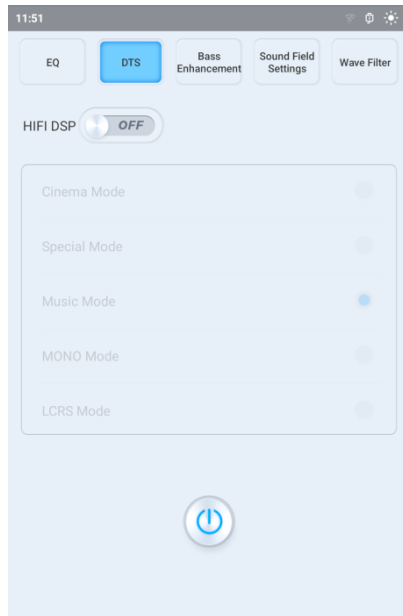 11:51
EQ
DTS
Bass
Enhancement
Sound Field
Settings
Wave Filter
HIFI DSP
OFF
Cinema Mode
Special Mode
Music Mode
MONO Mode
LCRS Mode